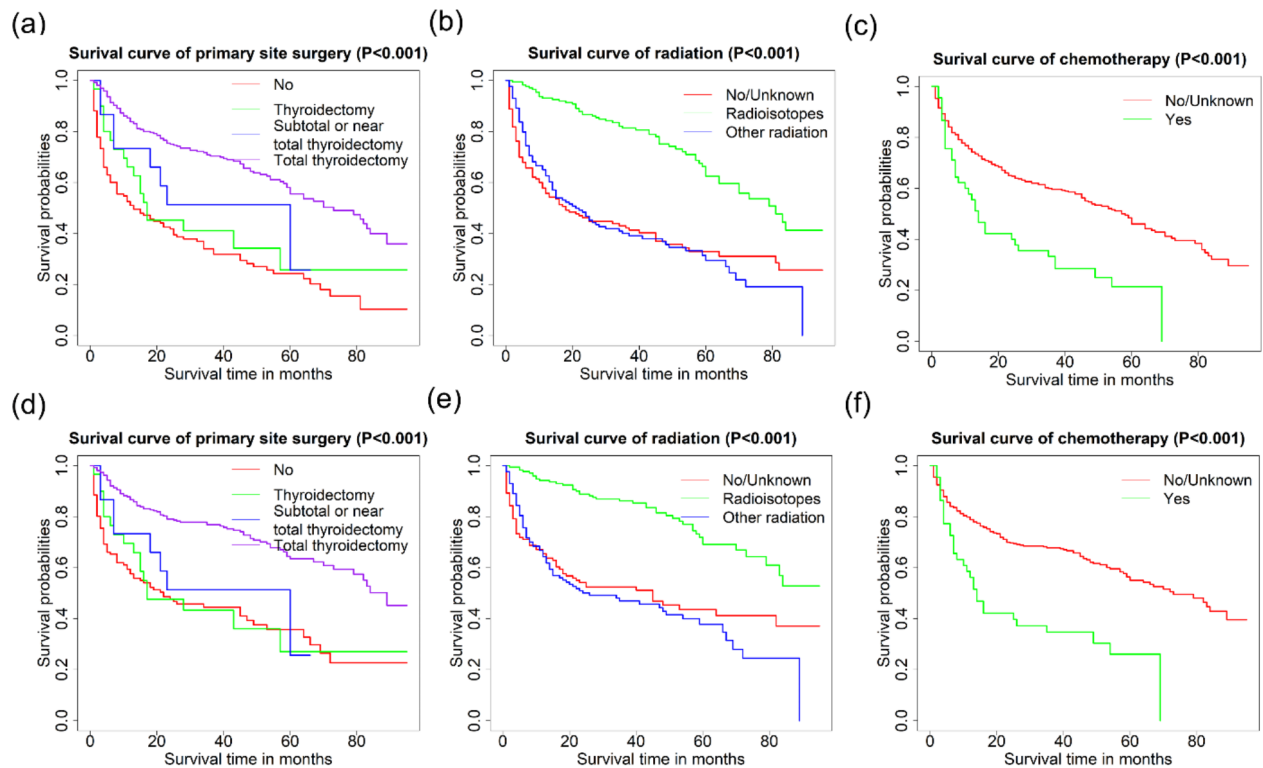 (a)
Surival curve of primary site surgery (P<0.001)
No
Thyroidectomy
Subtotal or near
total thyroidectomy
Total thyroidectomy
Survival probabilities
0.0 0.2 0.4 0.6 0.8 1.0
0 20 40 60 80
Survival time in months
(b)
Surival curve of radiation (P<0.001)
No/Unknown
Radioisotopes
Other radiation
Survival probabilities
0.0 0.2 0.4 0.6 0.8 1.0
0 20 40 60 80
Survival time in months
(c)
Surival curve of chemotherapy (P<0.001)
No/Unknown
Yes
Survival probabilities
0.0 0.2 0.4 0.6 0.8 1.0
0 20 40 60 80
Survival time in months
(d)
Surival curve of primary site surgery (P<0.001)
No
Thyroidectomy
Subtotal or near
total thyroidectomy
Total thyroidectomy
Survival probabilities
0.0 0.2 0.4 0.6 0.8 1.0
0 20 40 60 80
Survival time in months
(e)
Surival curve of radiation (P<0.001)
No/Unknown
Radioisotopes
Other radiation
Survival probabilities
0.0 0.2 0.4 0.6 0.8 1.0
0 20 40 60 80
Survival time in months
(f)
Surival curve of chemotherapy (P<0.001)
No/Unknown
Yes
Survival probabilities
0.0 0.2 0.4 0.6 0.8 1.0
0 20 40 60 80
Survival time in months